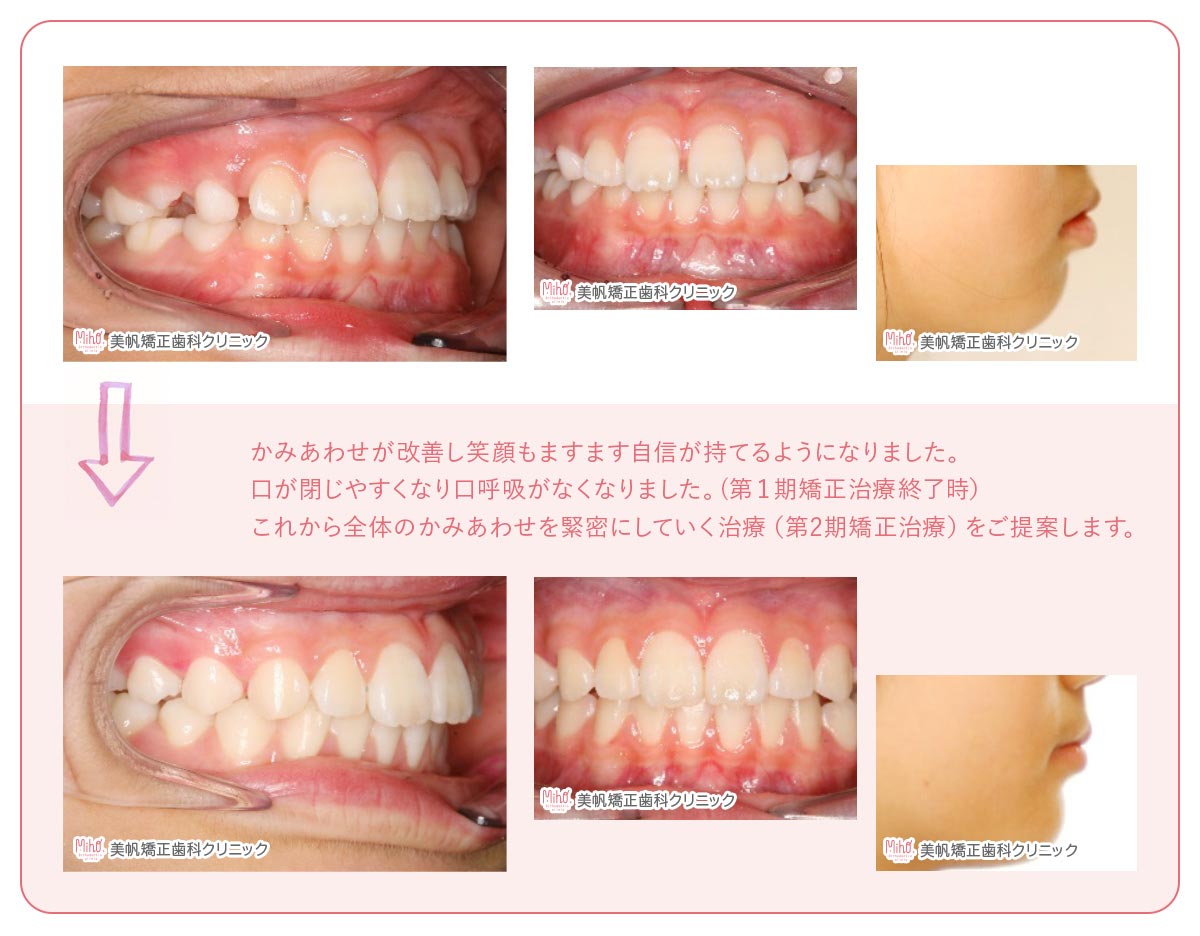 Miho 美帆矯正歯科クリニック
Miho 美帆矯正歯科クリニック
Miho 美帆矯正歯科クリニック
かみあわせが改善し笑顔もますます自信が持てるようになりました。
口が閉じやすくなり口呼吸がなくなりました。(第1期矯正治療終了時)
これから全体のかみあわせを緊密にしていく治療(第2期矯正治療)をご提案します。
Miho 美帆矯正歯科クリニック
Miho 美帆矯正歯科クリニック
Miho 美帆矯正歯科クリニック